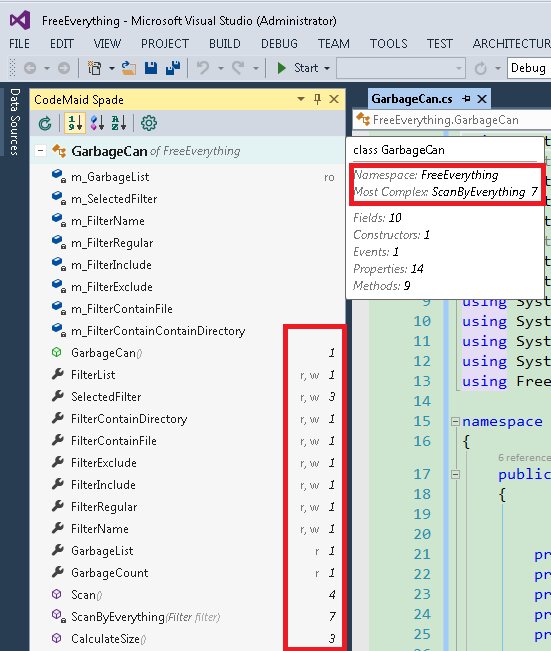 FreeEverything - Microsoft Visual Studio (Administrator)
FILE EDIT VIEW PROJECT BUILD DEBUG TEAM TOOLS TEST ARCHITECTUR
Start Debug
Data Sources
CodeMaid Spade
GarbageCan.cs
GarbageCan of FreeEverything
FreeEverything.GarbageCan
class GarbageCan
Namespace: FreeEverything
Most Complex: ScanByEverything 7
Fields: 10
Constructors: 1
Events: 1
Properties: 14
Methods: 9
m_GarbageList ro
m_SelectedFilter
m_FilterName
m_FilterRegular
m_FilterInclude
m_FilterExclude
m_FilterContainFile
m_FilterContainContainDirectory
GarbageCan() 1
FilterList r, w 1
SelectedFilter r, w 3
FilterContainDirectory r, w 1
FilterContainFile r, w 1
FilterExclude r, w 1
FilterInclude r, w 1
FilterRegular r, w 1
FilterName r, w 1
GarbageList r 1
GarbageCount r 1
Scan() 4
ScanByEverything(Filter filter) 7
CalculateSize() 3
9 using Syst
10 using Syst
11 using Syst
12 using Syst
13 using Free
14
15 namespace
16 {
6 reference
17 public
18 {
19
20
21 pr
22 pr
23 pr
24 pr
25 pr